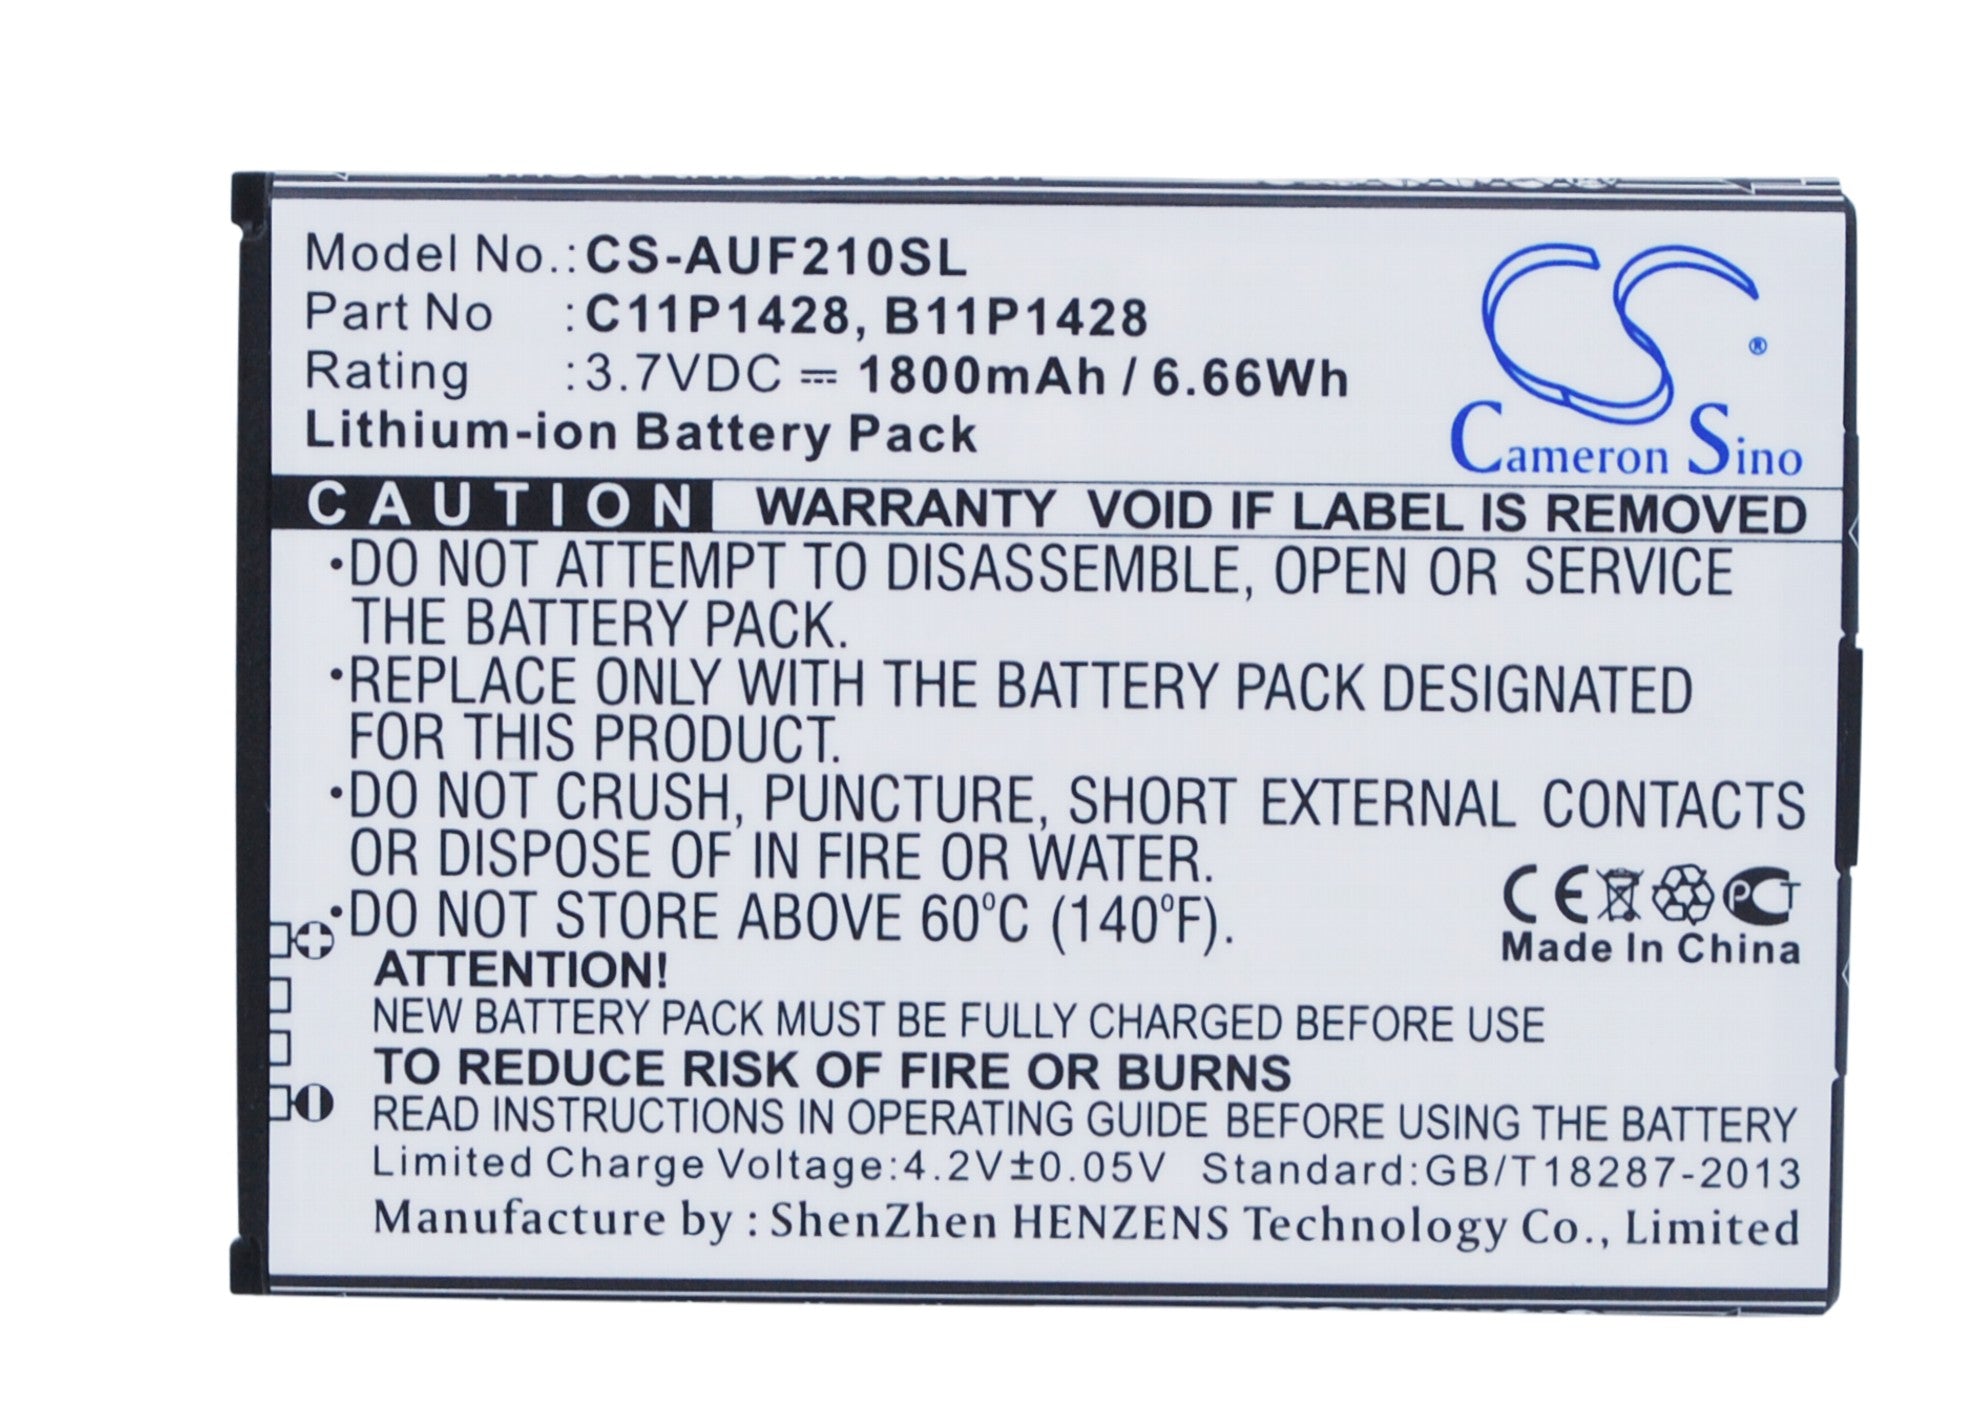 Model No.: CS-AUF210SL
Part No : C11P1428, B11P1428
Rating : 3.7VDC ⎓ 1800mAh / 6.66Wh
Lithium-ion Battery Pack
CS ®
Cameron Sino
CAUTION WARRANTY VOID IF LABEL IS REMOVED
•DO NOT ATTEMPT TO DISASSEMBLE, OPEN OR SERVICE
THE BATTERY PACK.
•REPLACE ONLY WITH THE BATTERY PACK DESIGNATED
FOR THIS PRODUCT.
•DO NOT CRUSH, PUNCTURE, SHORT EXTERNAL CONTACTS
OR DISPOSE OF IN FIRE OR WATER.
•DO NOT STORE ABOVE 60°C (140°F).
CE PCT
Made In China
ATTENTION!
NEW BATTERY PACK MUST BE FULLY CHARGED BEFORE USE
TO REDUCE RISK OF FIRE OR BURNS
READ INSTRUCTIONS IN OPERATING GUIDE BEFORE USING THE BATTERY
Limited Charge Voltage:4.2V±0.05V Standard:GB/T18287-2013
Manufacture by : ShenZhen HENZENS Technology Co., Limited